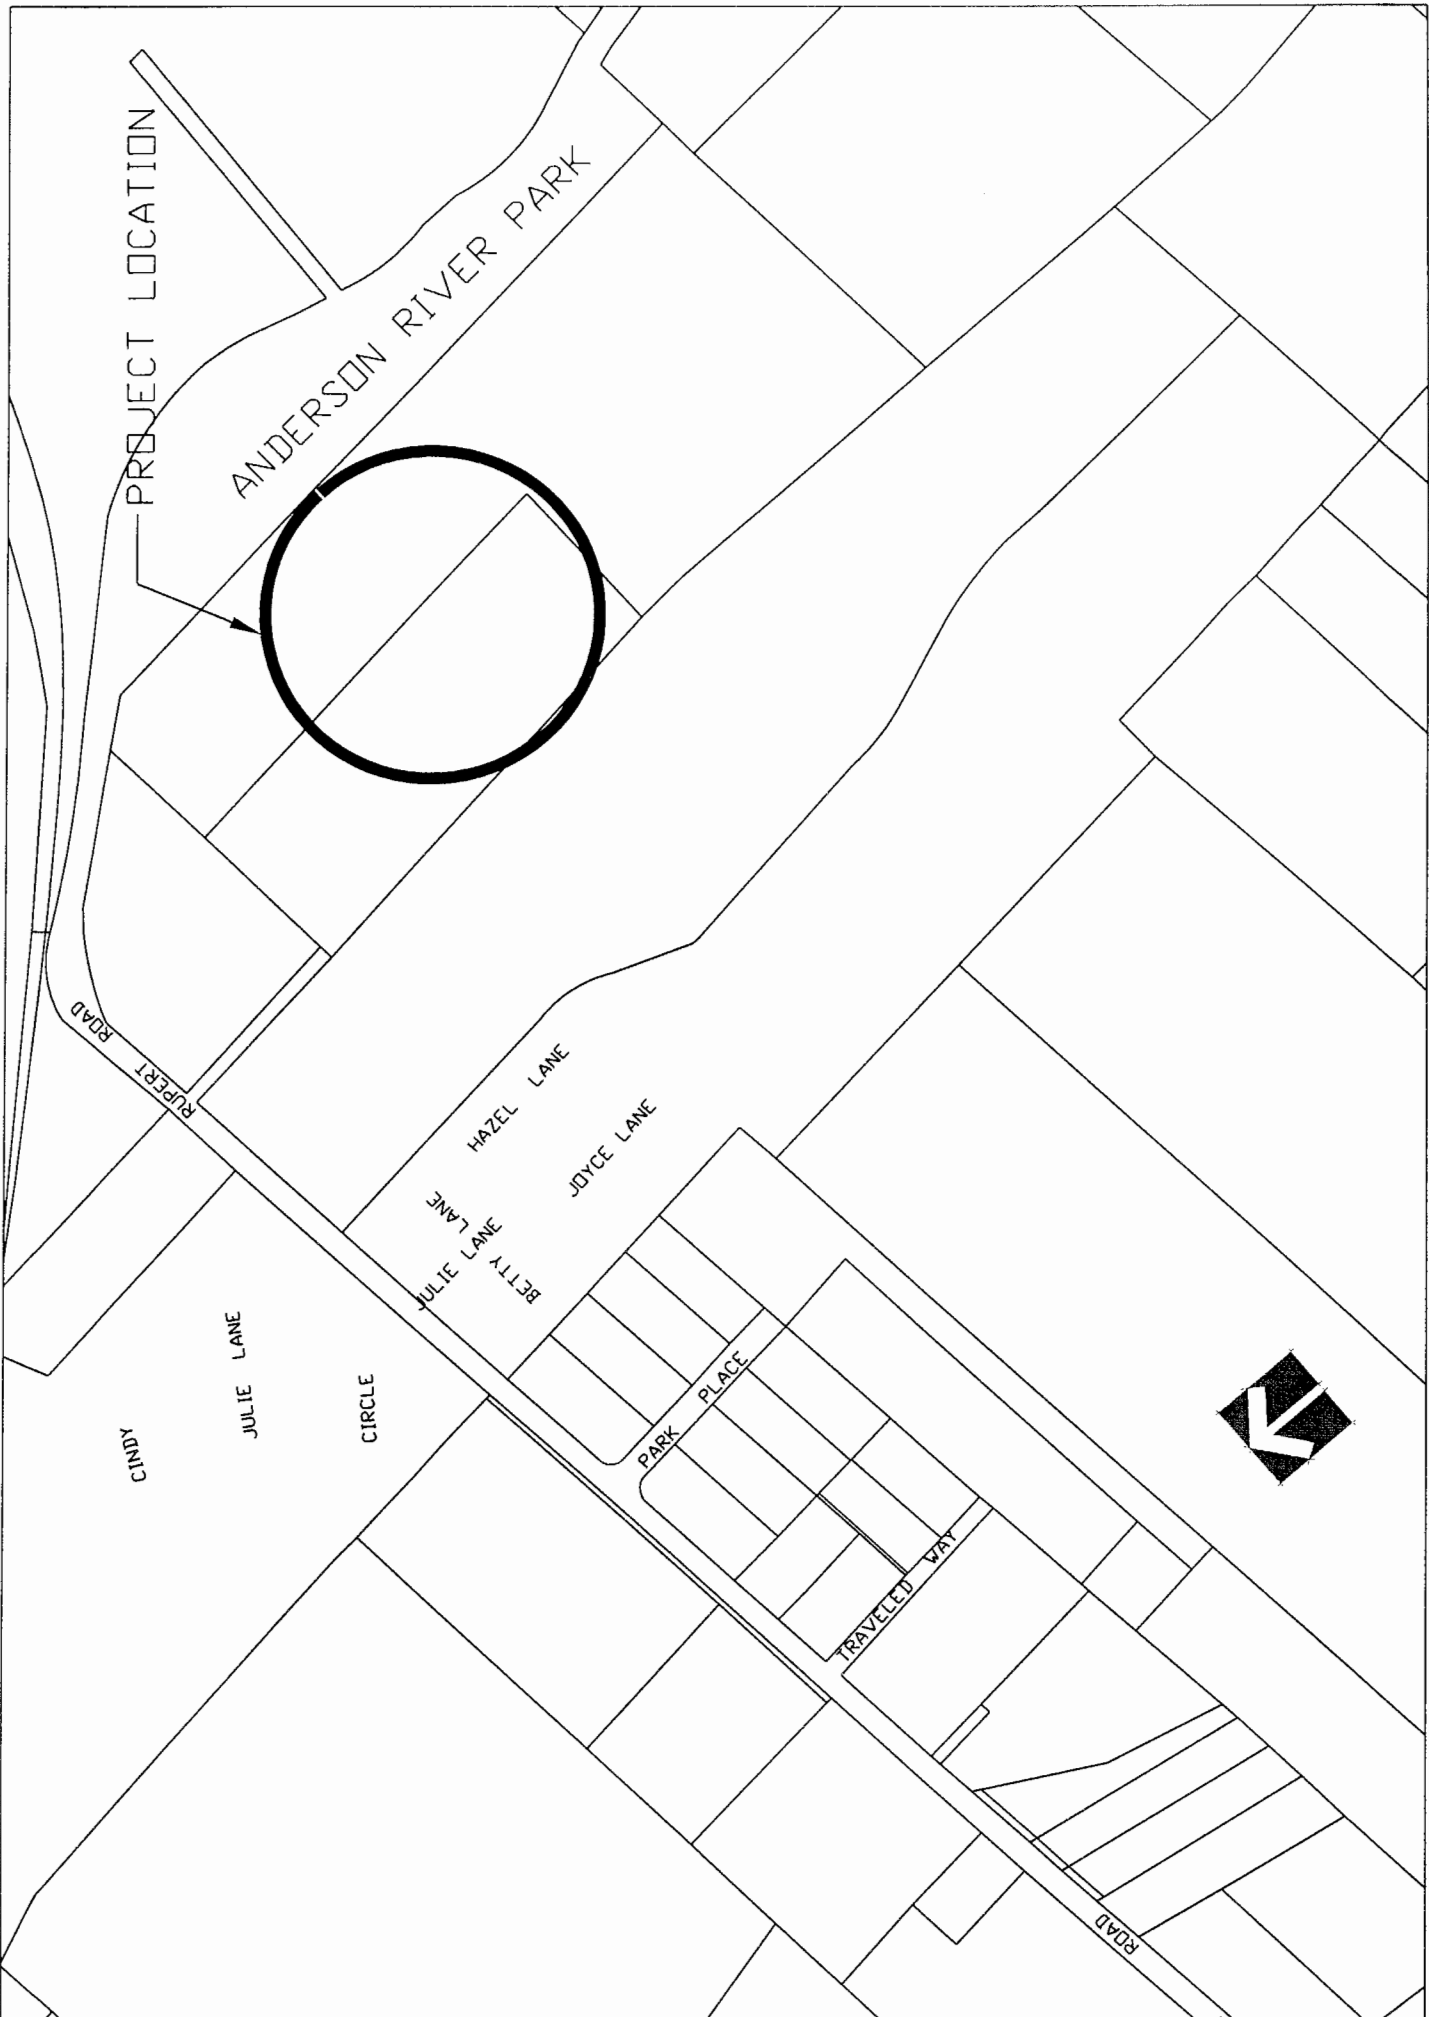 PROJECT LOCATION
ANDERSON RIVER PARK
RUPERT ROAD
HAZEL LANE
JOYCE LANE
BETTY LANE
JULIE LANE
JULIE LANE
CINDY
CIRCLE
PARK PLACE
TRAVELED WAY
ROAD